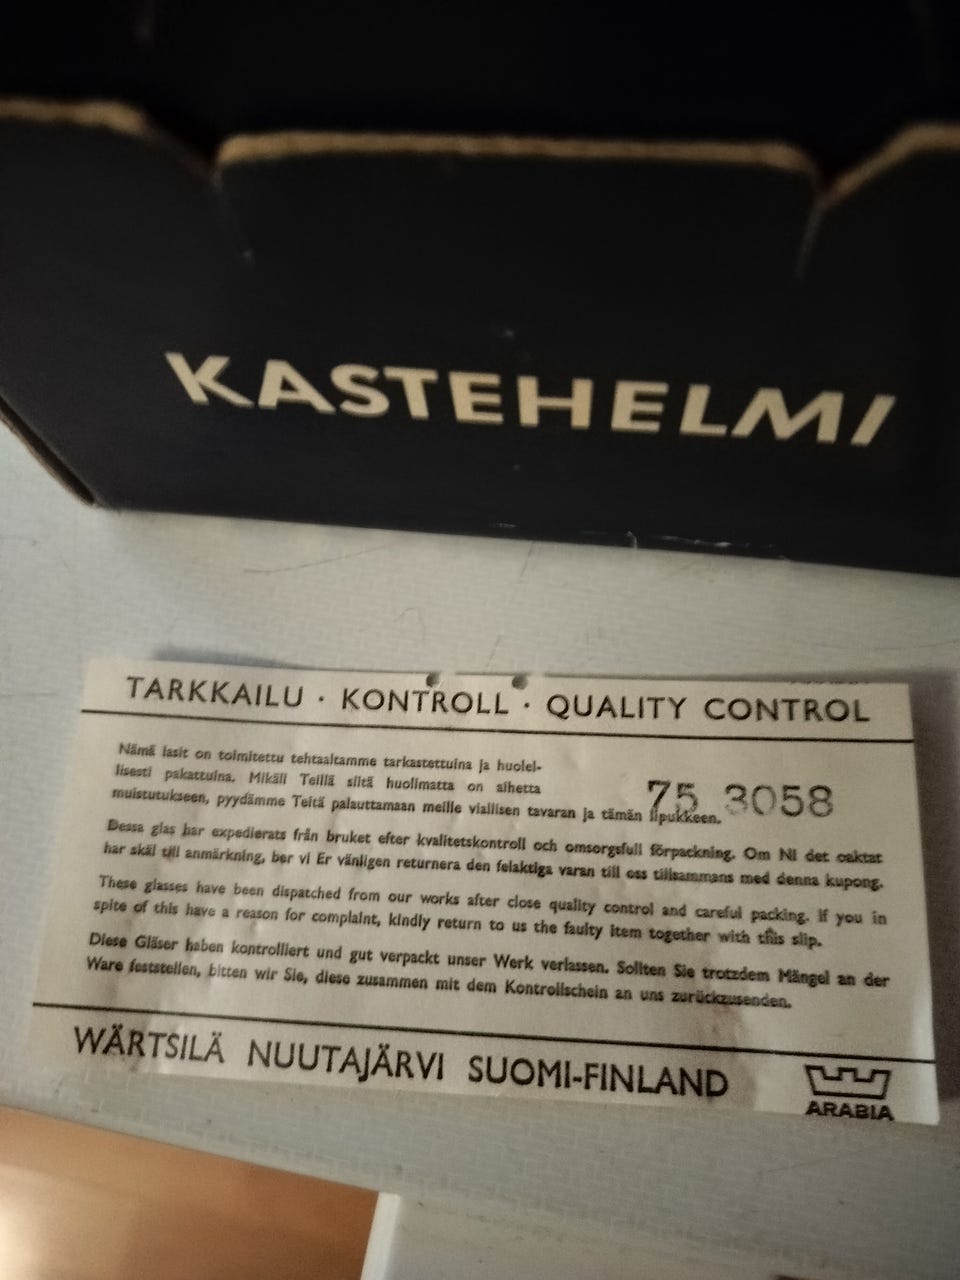 KASTEHELMI
TARKKAILU · KONTROLL · QUALITY CONTROL
Nämä lasit on toimitettu tehtaaltamme tarkastettuina ja huolel-
lisesti pakattuina. Mikäli Teillä siitä huolimatta on aihetta
muistutukseen, pyydämme Teitä palauttamaan meille viallisen tavaran ja tämän lipukkeen.
75 3058
Dessa glas har expedierats från bruket efter kvalitetskontroll och omsorgsfull förpackning. Om Ni det oaktat
har skäl till anmärkning, ber vi Er vänligen returnera den felaktiga varan till oss tillsammans med denna kupong.
These glasses have been dispatched from our works after close quality control and careful packing. If you in
spite of this have a reason for complaint, kindly return to us the faulty item together with this slip.
Diese Gläser haben kontrolliert und gut verpackt unser Werk verlassen. Sollten Sie trotzdem Mängel an der
Ware feststellen, bitten wir Sie, diese zusammen mit dem Kontrollschein an uns zurückzusenden.
WÄRTSILÄ NUUTAJÄRVI SUOMI-FINLAND
ARABIA